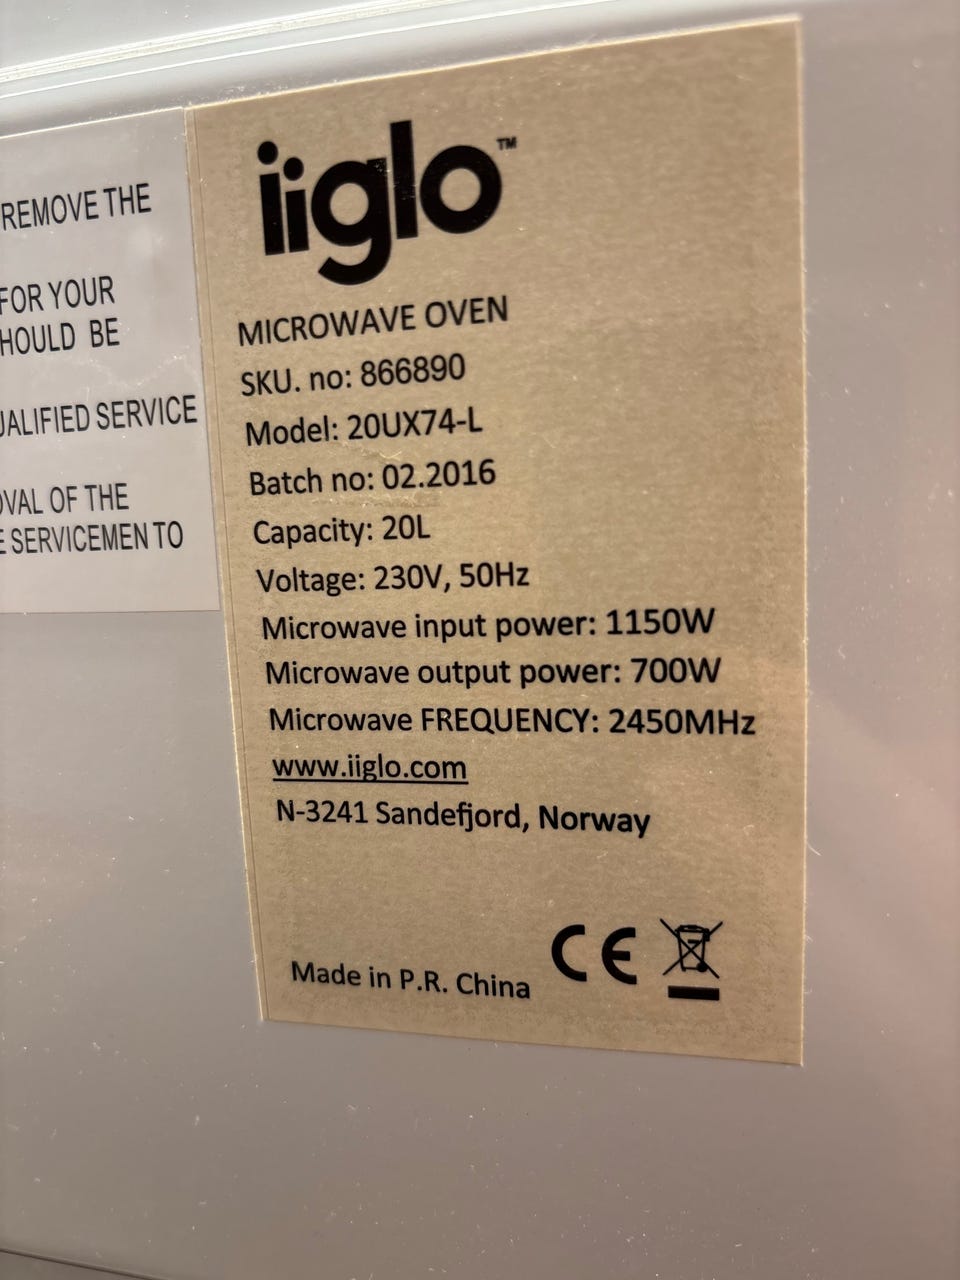 REMOVE THE
FOR YOUR
HOULD BE
UALIFIED SERVICE
OVAL OF THE
E SERVICEMEN TO
iiglo™
MICROWAVE OVEN
SKU. no: 866890
Model: 20UX74-L
Batch no: 02.2016
Capacity: 20L
Voltage: 230V, 50Hz
Microwave input power: 1150W
Microwave output power: 700W
Microwave FREQUENCY: 2450MHz
www.iiglo.com
N-3241 Sandefjord, Norway
Made in P.R. China CE